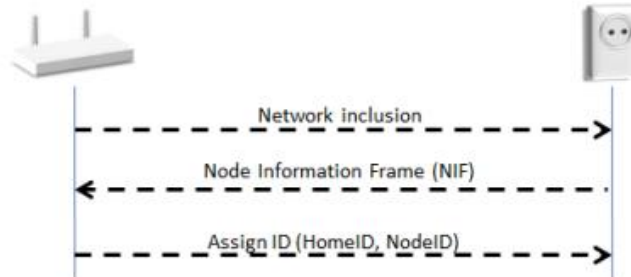 Network inclusion
Node Information Frame (NIF)
Assign ID (HomeID, NodeID)